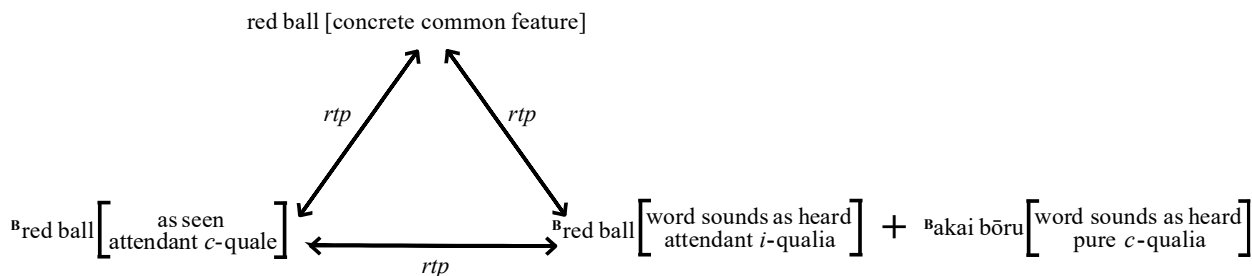 red ball [concrete common feature]
rtp rtp
ᴮred ball [as seen attendant c-quale]
ᴮred ball [word sounds as heard attendant i-qualia] + ᴮakai bōru [word sounds as heard pure c-qualia]
rtp